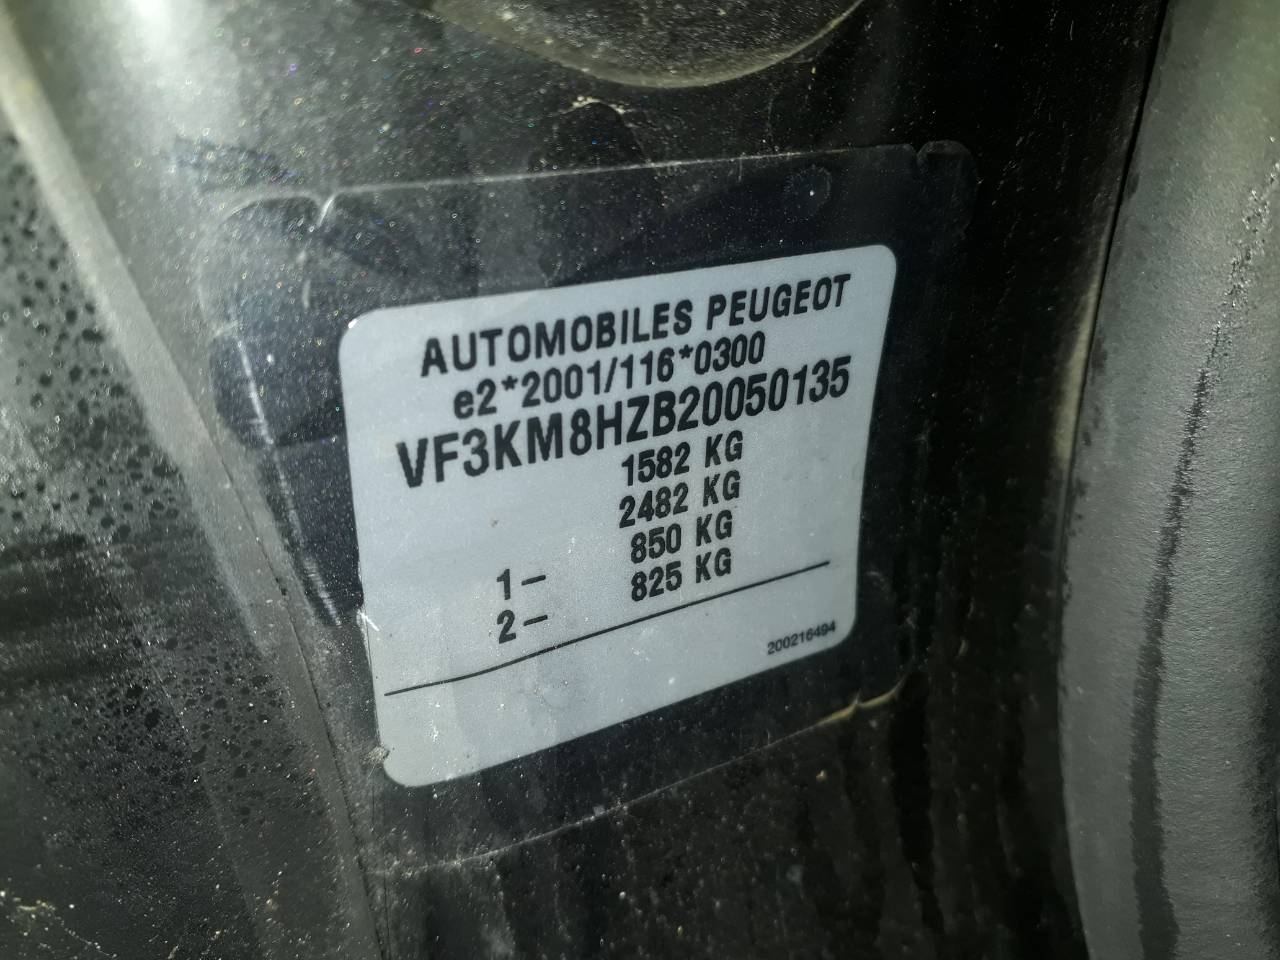 AUTOMOBILES PEUGEOT
e2*2001/116*0300
VF3KM8HZB20050135
1582 KG
2482 KG
1- 850 KG
2- 825 KG
200216494